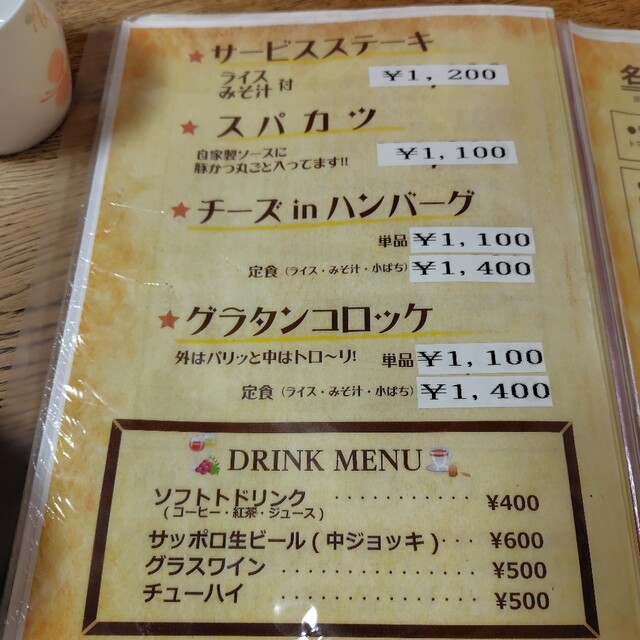 ★サービスステーキ
ライス
みそ汁 付
¥1,200
★スパカツ
自家製ソースに
豚かつ丸ごと入ってます!!
¥1,100
★チーズinハンバーグ
単品 ¥1,100
定食(ライス・みそ汁・小ばち) ¥1,400
★グラタンコロッケ
外はパリッと中はトロ〜リ! 単品 ¥1,100
定食(ライス・みそ汁・小ばち) ¥1,400
DRINK MENU
ソフトトドリンク ・・・・・・・・・・・ ¥400
(コーヒー・紅茶・ジュース)
サッポロ生ビール(中ジョッキ)・・・ ¥600
グラスワイン ・・・・・・・・・・・・・・・ ¥500
チューハイ ・・・・・・・・・・・・・・・ ¥500